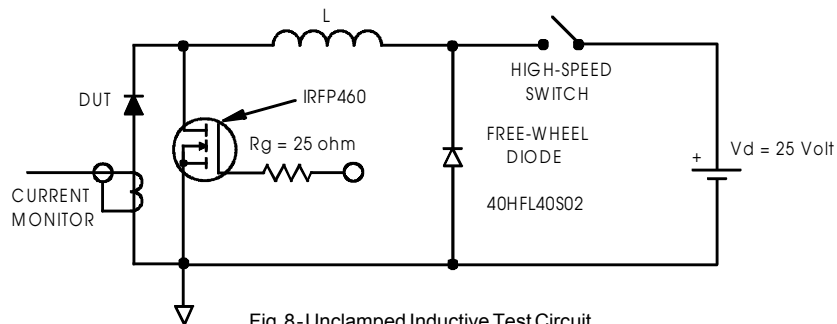 L
HIGH-SPEED
SWITCH
DUT
IRFP460
Rg = 25 ohm
FREE-WHEEL
DIODE
+
Vd = 25 Volt
CURRENT
MONITOR
40HFL40S02
Fig. 8 - Unclamped Inductive Test Circuit